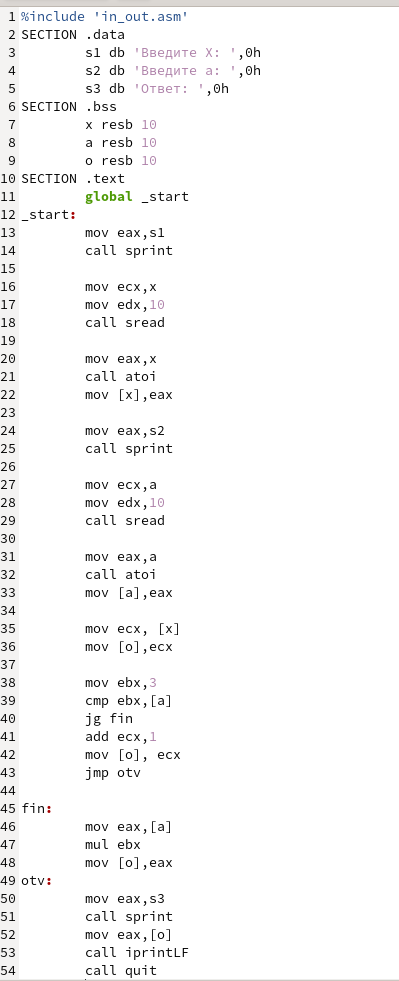 1 %include 'in_out.asm'
2 SECTION .data
3 s1 db 'Введите X: ',0h
4 s2 db 'Введите a: ',0h
5 s3 db 'Ответ: ',0h
6 SECTION .bss
7 x resb 10
8 a resb 10
9 o resb 10
10 SECTION .text
11 global _start
12 _start:
13 mov eax,s1
14 call sprint
15
16 mov ecx,x
17 mov edx,10
18 call sread
19
20 mov eax,x
21 call atoi
22 mov [x],eax
23
24 mov eax,s2
25 call sprint
26
27 mov ecx,a
28 mov edx,10
29 call sread
30
31 mov eax,a
32 call atoi
33 mov [a],eax
34
35 mov ecx, [x]
36 mov [o],ecx
37
38 mov ebx,3
39 cmp ebx,[a]
40 jg fin
41 add ecx,1
42 mov [o], ecx
43 jmp otv
44
45 fin:
46 mov eax,[a]
47 mul ebx
48 mov [o],eax
49 otv:
50 mov eax,s3
51 call sprint
52 mov eax,[o]
53 call iprintLF
54 call quit